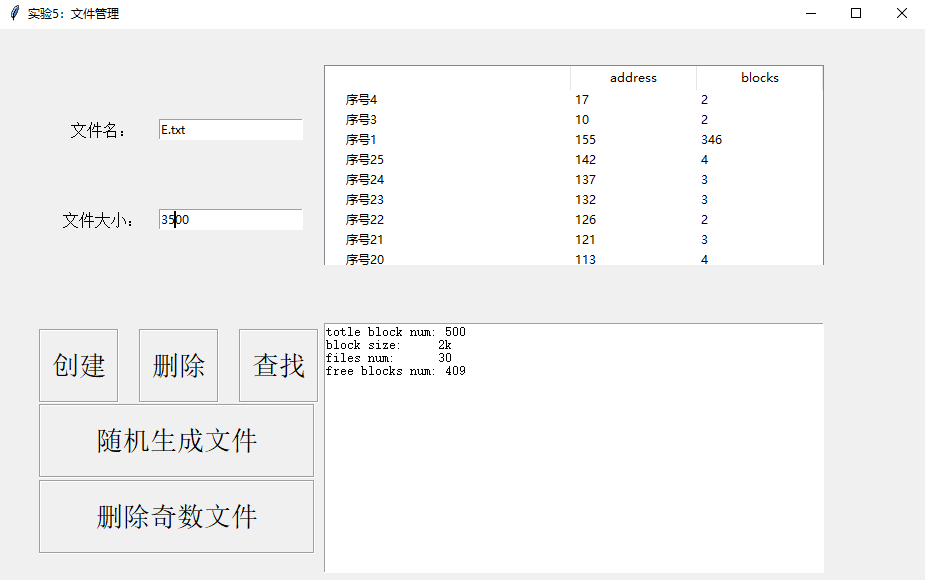 实验5：文件管理
address blocks
序号4 17 2
序号3 10 2
序号1 155 346
序号25 142 4
序号24 137 3
序号23 132 3
序号22 126 2
序号21 121 3
序号20 113 4
文件名： E.txt
文件大小： 3500
创建 删除 查找
随机生成文件
删除奇数文件
totle block num: 500
block size: 2k
files num: 30
free blocks num: 409